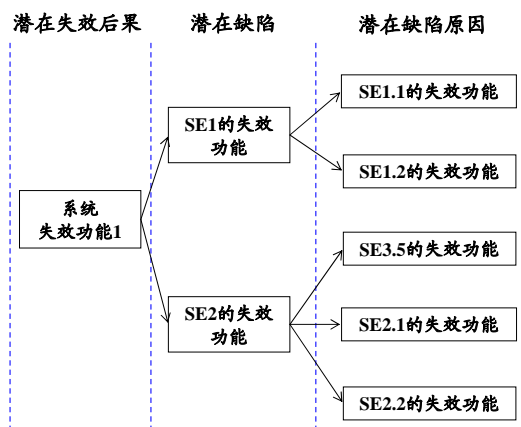 潜在失效后果
潜在缺陷
潜在缺陷原因
SE1.1的失效功能
SE1的失效
功能
SE1.2的失效功能
系统
失效功能1
SE3.5的失效功能
SE2的失效
功能
SE2.1的失效功能
SE2.2的失效功能